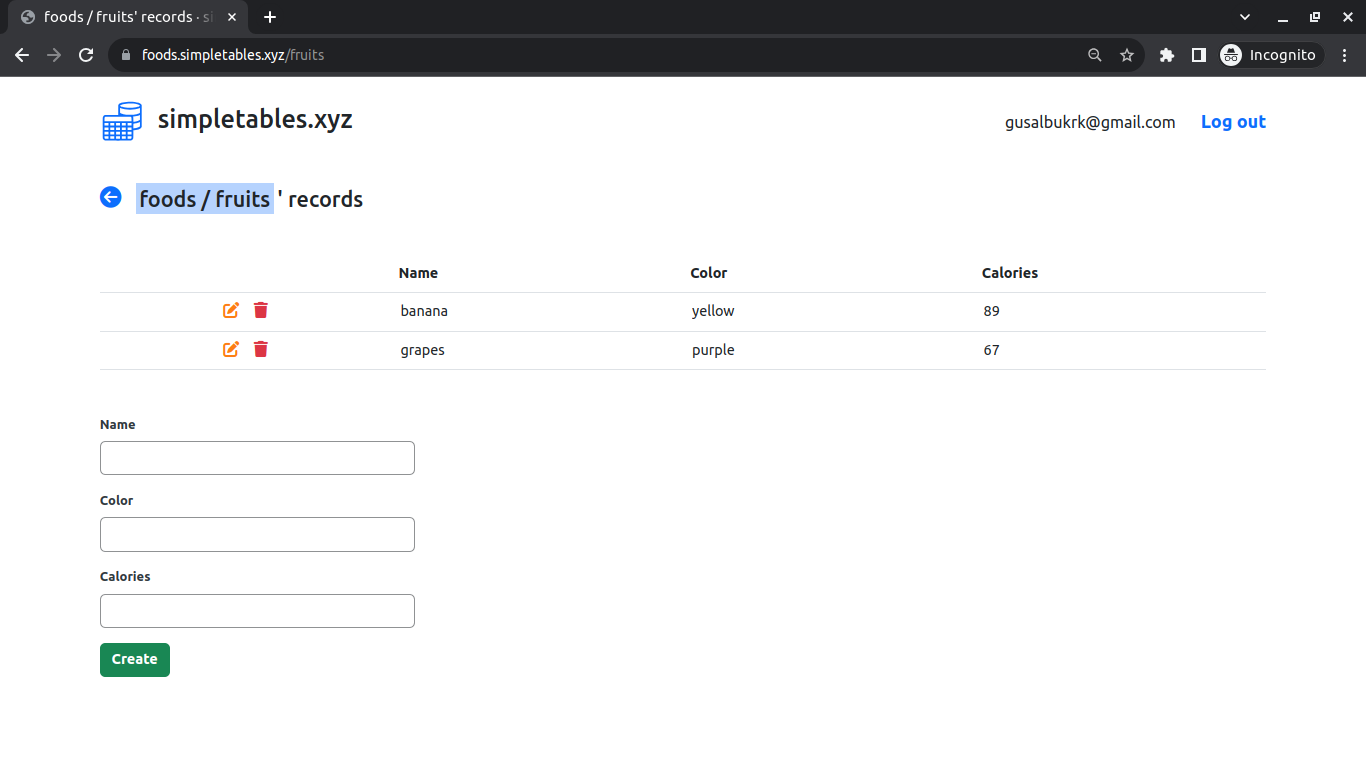 foods / fruits' records · si
foods.simpletables.xyz/fruits
Incognito
simpletables.xyz
gusalbukrk@gmail.com Log out
foods / fruits ' records
Name Color Calories
banana yellow 89
grapes purple 67
Name
Color
Calories
Create